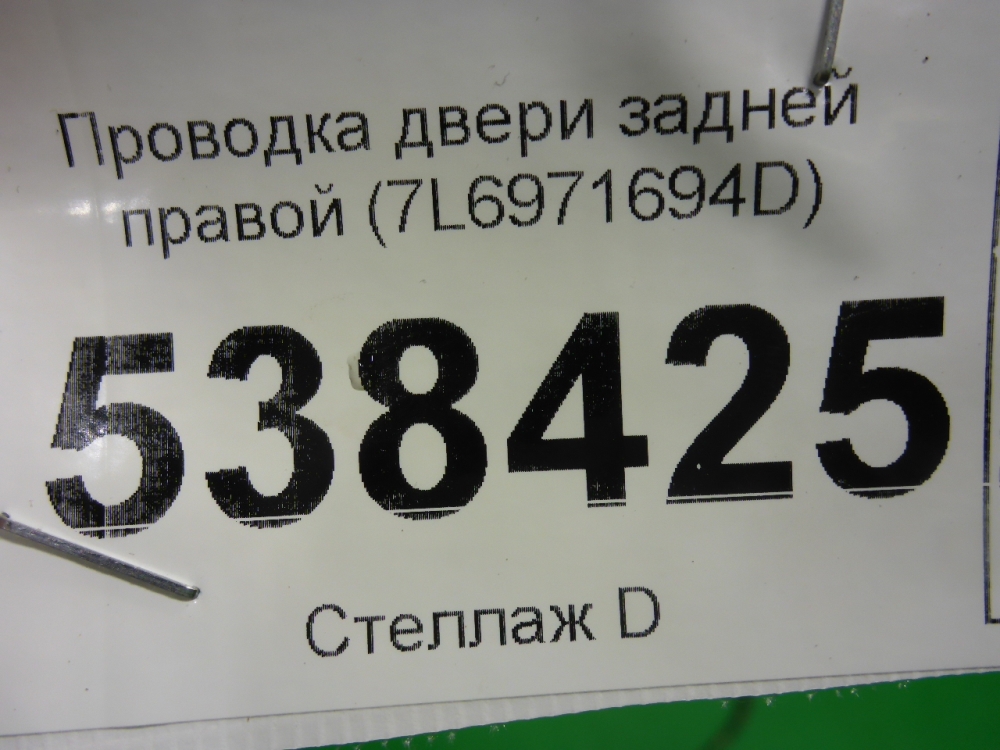 Проводка двери задней
правой (7L6971694D)
538425
Стеллаж D